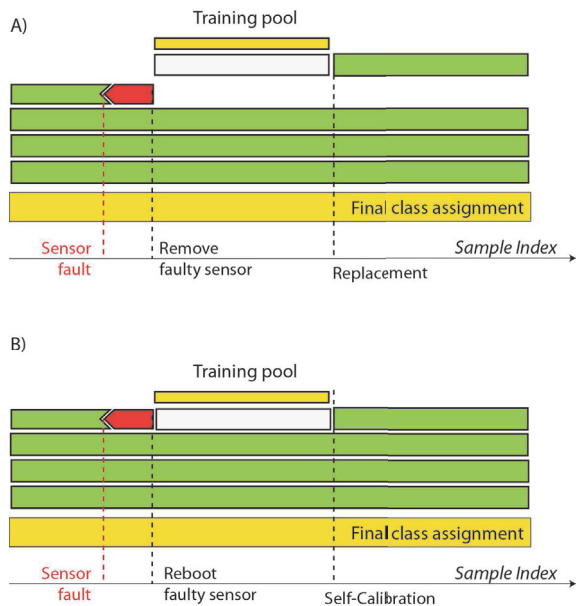 A)
Training pool
Final class assignment
Sensor
fault
Remove
faulty sensor
Replacement
Sample Index
B)
Training pool
Final class assignment
Sensor
fault
Reboot
faulty sensor
Self-Calibration
Sample Index